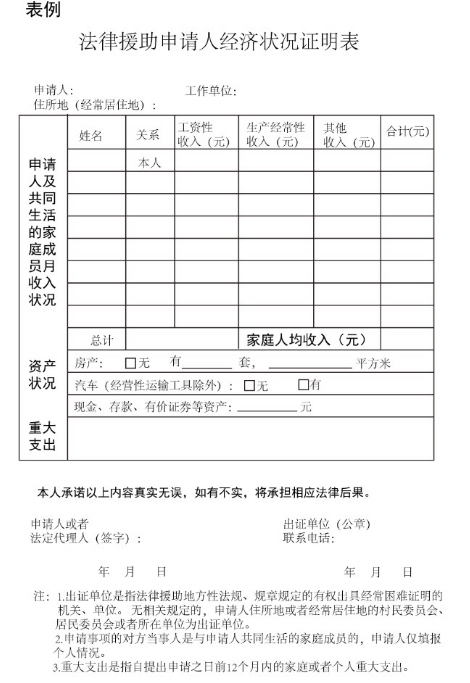 表例
法律援助申请人经济状况证明表
申请人： 工作单位：
住所地（经常居住地）：
申请人及共同生活的家庭成员月收入状况
姓名 关系 工资性收入（元） 生产经常性收入（元） 其他收入（元） 合计(元)
本人
总计 家庭人均收入（元）
资产状况
房产： □无 有______套，______平方米
汽车（经营性运输工具除外）：□无 □有
现金、存款、有价证券等资产：______元
重大支出
本人承诺以上内容真实无误，如有不实，将承担相应法律后果。
申请人或者 出证单位（公章）
法定代理人（签字）： 联系电话：
年 月 日 年 月 日
注：1.出证单位是指法律援助地方性法规、规章规定的有权出具经常困难证明的
机关、单位。无相关规定的，申请人住所地或者经常居住地的村民委员会、
居民委员会或者所在单位为出证单位。
2.申请事项的对方当事人是与申请人共同生活的家庭成员的，申请人仅填报
个人情况。
3.重大支出是指自提出申请之日前12个月内的家庭或者个人重大支出。